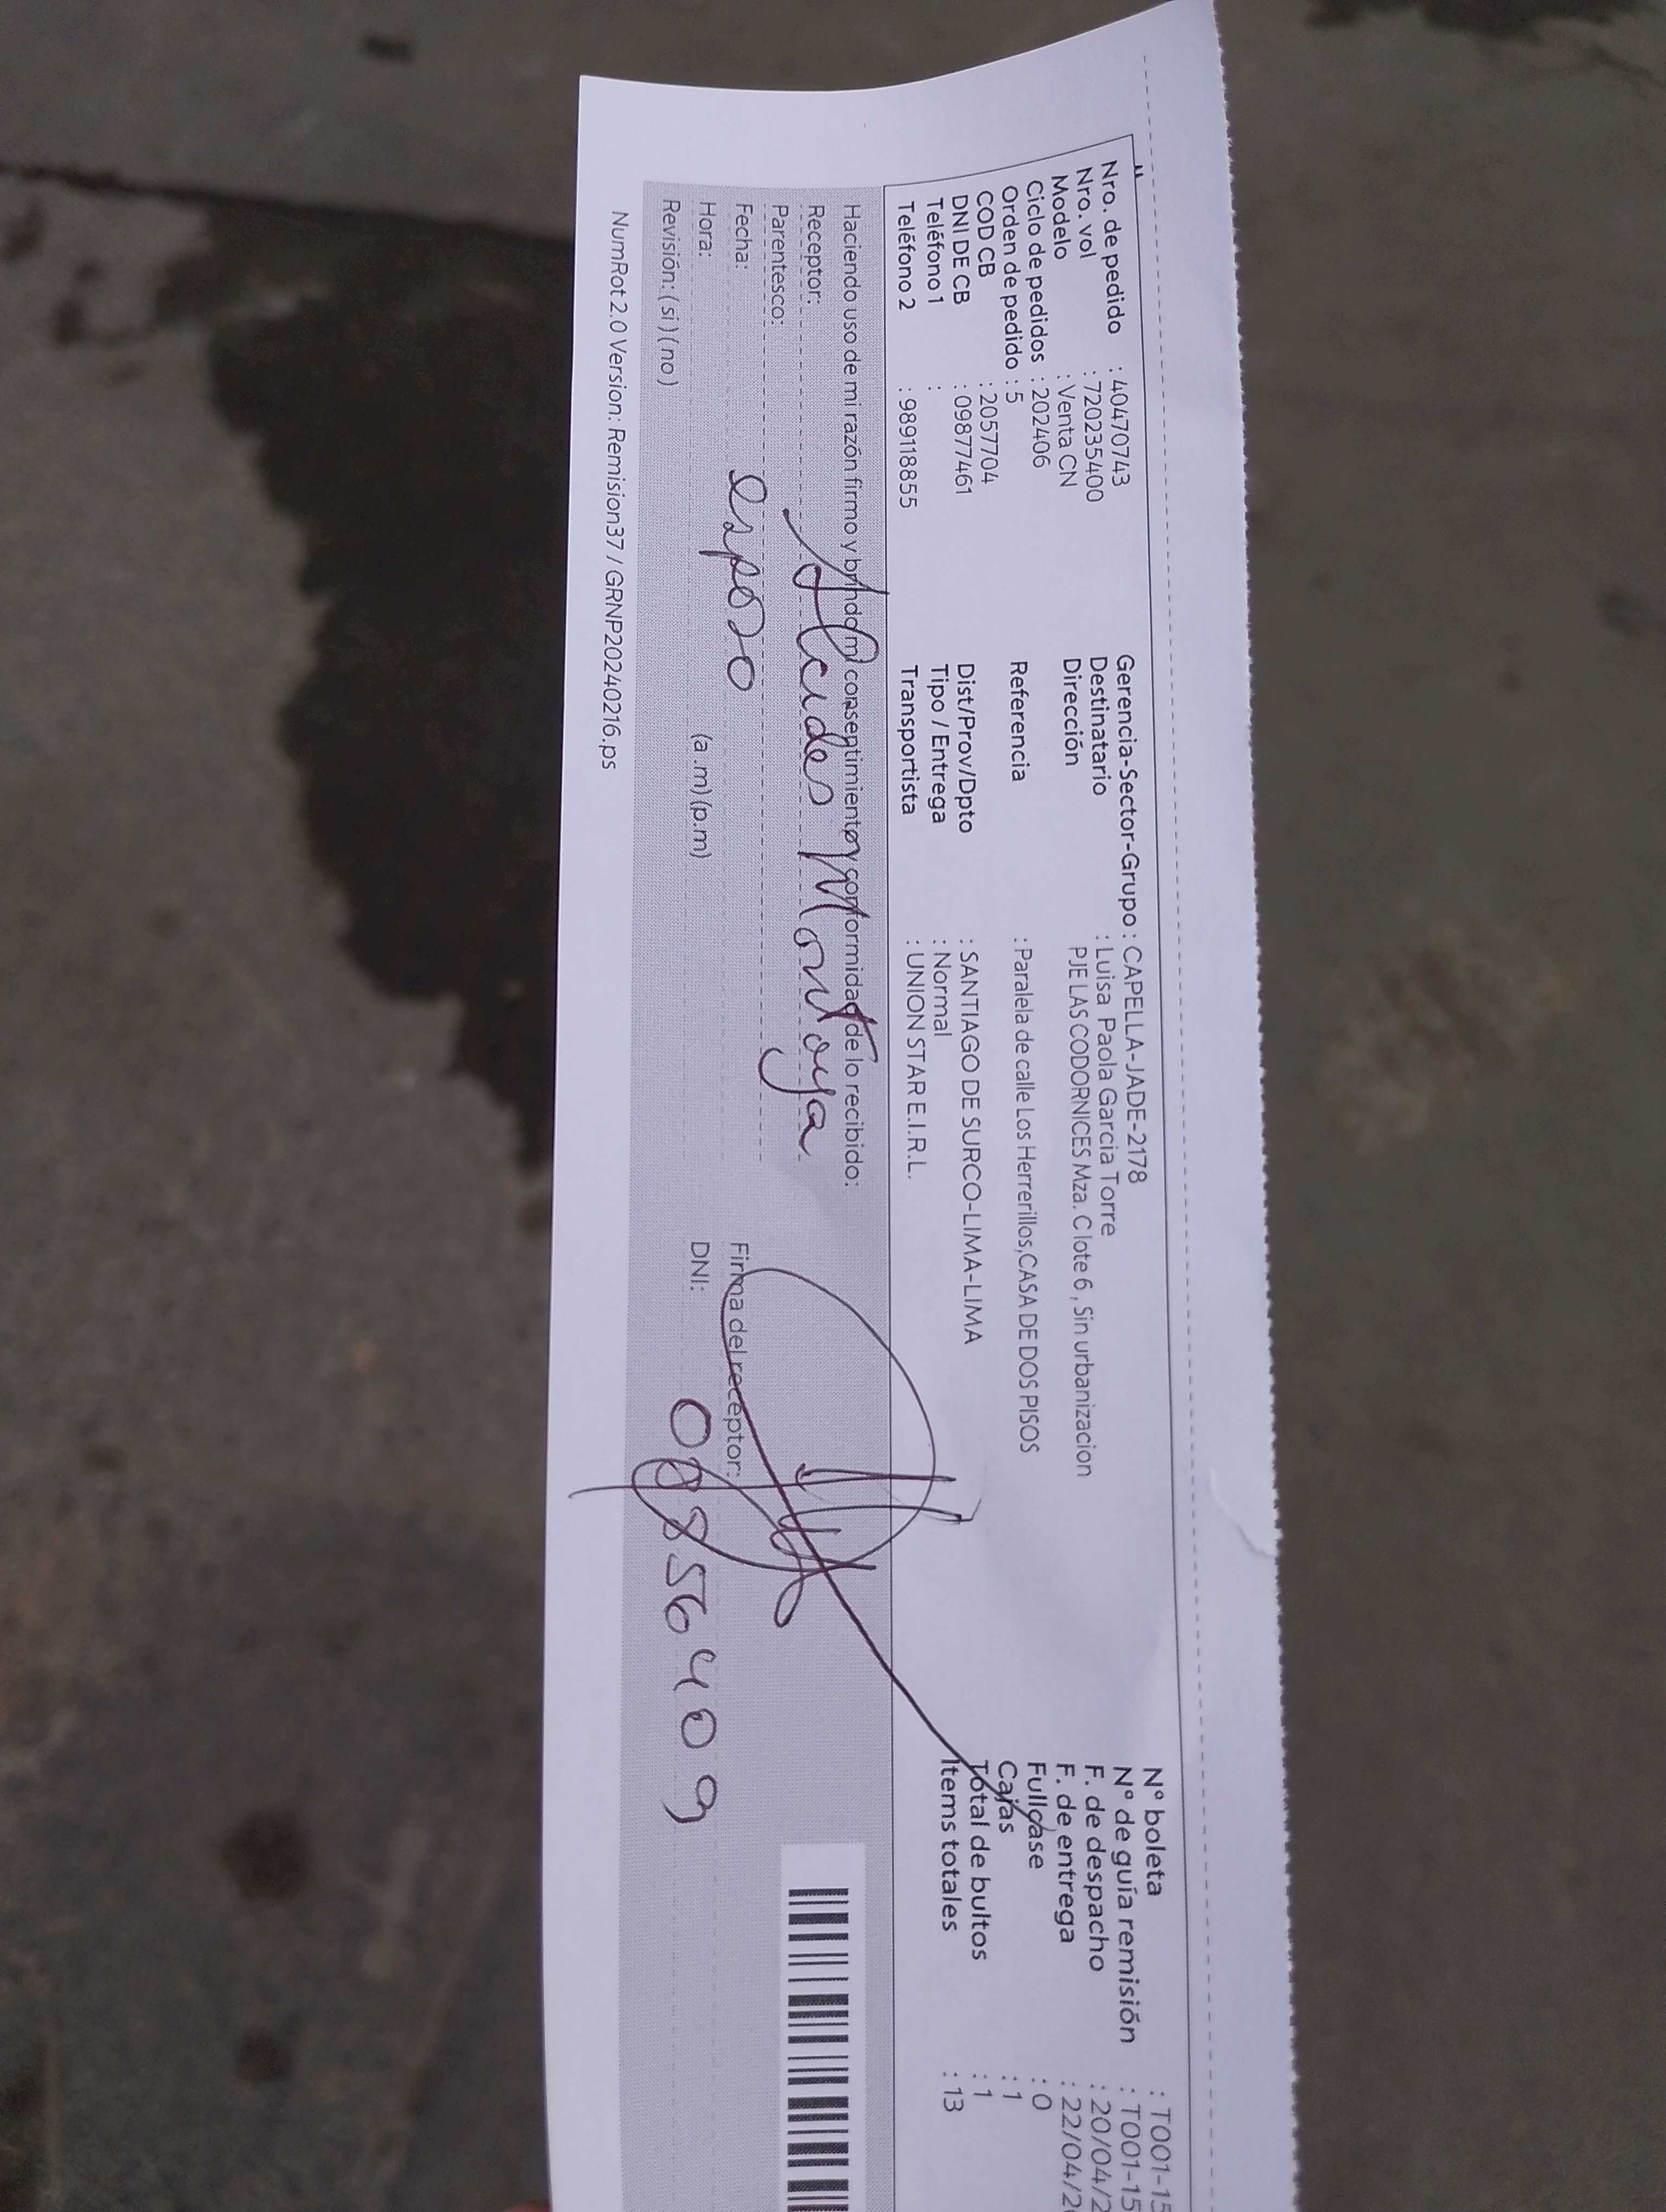 Nro. de pedido : 40470743
Nro. vol : 720235400
Modelo : Venta CN
Ciclo de pedidos : 202406
Orden de pedido : 5
COD CB : 2057704
DNI DE CB : 09877461
Teléfono 1 :
Teléfono 2 : 989118855
Gerencia-Sector-Grupo : CAPELLA-JADE-2178
Destinatario : Luisa Paola Garcia Torre
Dirección PJE LAS CODORNICES Mza. C lote 6 , Sin urbanizacion
Referencia : Paralela de calle Los Herrerillos,CASA DE DOS PISOS
Dist/Prov/Dpto : SANTIAGO DE SURCO-LIMA-LIMA
Tipo / Entrega : Normal
Transportista : UNION STAR E.I.R.L.
N° boleta : T001-15
N° de guía remisión : T001-15
F. de despacho : 20/04/2
F. de entrega : 22/04/20
Fullcase : 0
Cajas : 1
Total de bultos : 1
Items totales : 13
Haciendo uso de mi razón firmo y brindo mi consentimiento y conformidad de lo recibido:
Receptor: Alcides Montoya
Parentesco: esposo
Fecha:
Hora: (a.m) (p.m)
Revisión: ( si ) ( no )
Firma del receptor:
DNI: 08856409
NumRot 2.0 Version: Remision37 / GRNP20240216.ps